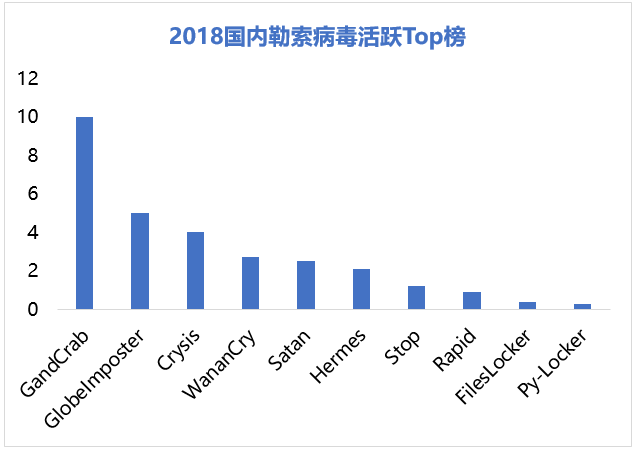 2018国内勒索病毒活跃Top榜
12
10
8
6
4
2
0
GandCrab
GlobeImposter
Crysis
WananCry
Satan
Hermes
Stop
Rapid
FilesLocker
Py-Locker